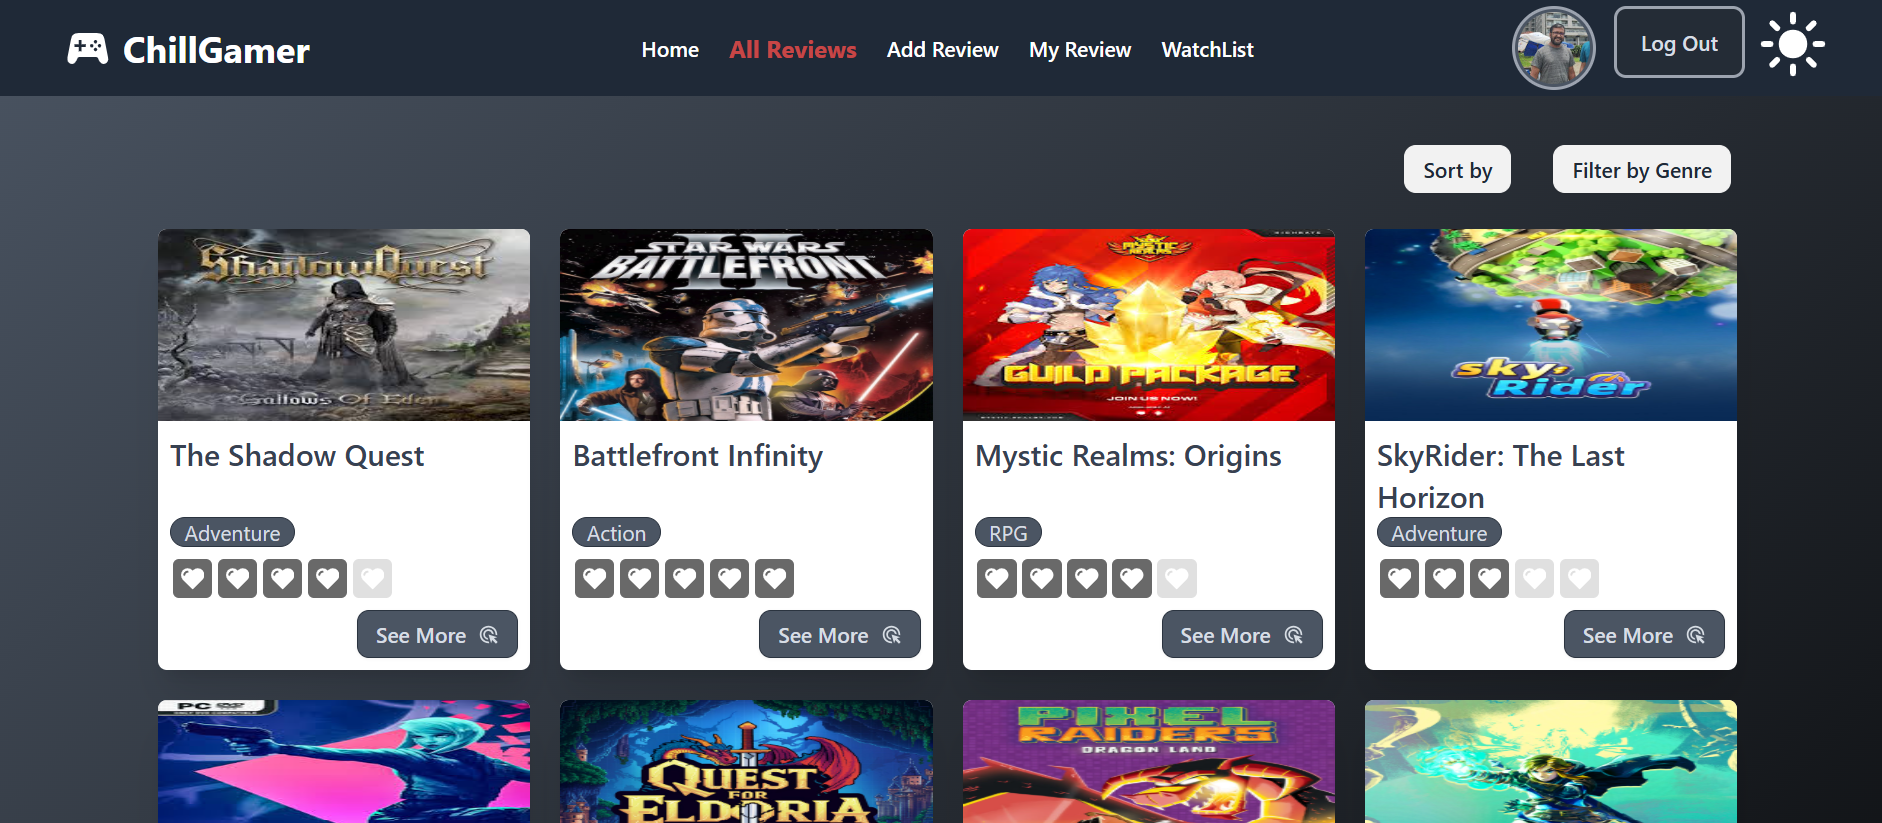 ChillGamer
Home
All Reviews
Add Review
My Review
WatchList
Log Out
Sort by
Filter by Genre
ShadowQuest
Gallows Of Eden
STAR WARS
II
BATTLEFRONT
MYSTIC
GUILD PACKAGE
JOIN US NOW!
Sky
Rider
The Shadow Quest
Battlefront Infinity
Mystic Realms: Origins
SkyRider: The Last
Horizon
Adventure
Action
RPG
Adventure
See More
See More
See More
See More
PC
QUEST
FOR
ELDORIA
PIXEL
RAIDERS
DRAGON LAND